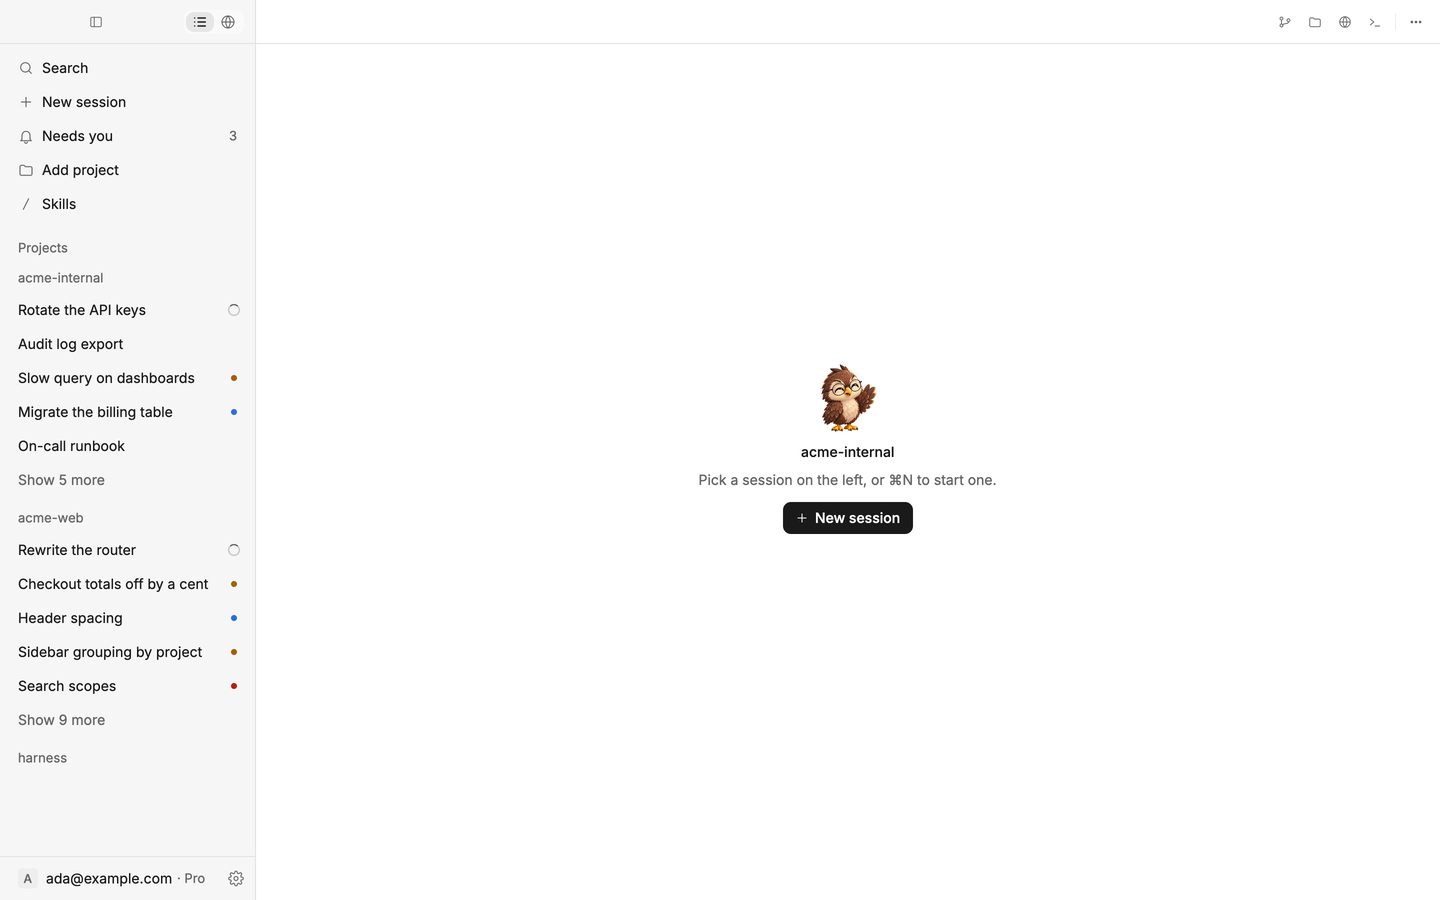 Search
New session
Needs you 3
Add project
Skills
Projects
acme-internal
Rotate the API keys
Audit log export
Slow query on dashboards
Migrate the billing table
On-call runbook
Show 5 more
acme-web
Rewrite the router
Checkout totals off by a cent
Header spacing
Sidebar grouping by project
Search scopes
Show 9 more
harness
A ada@example.com · Pro
acme-internal
Pick a session on the left, or ⌘N to start one.
New session